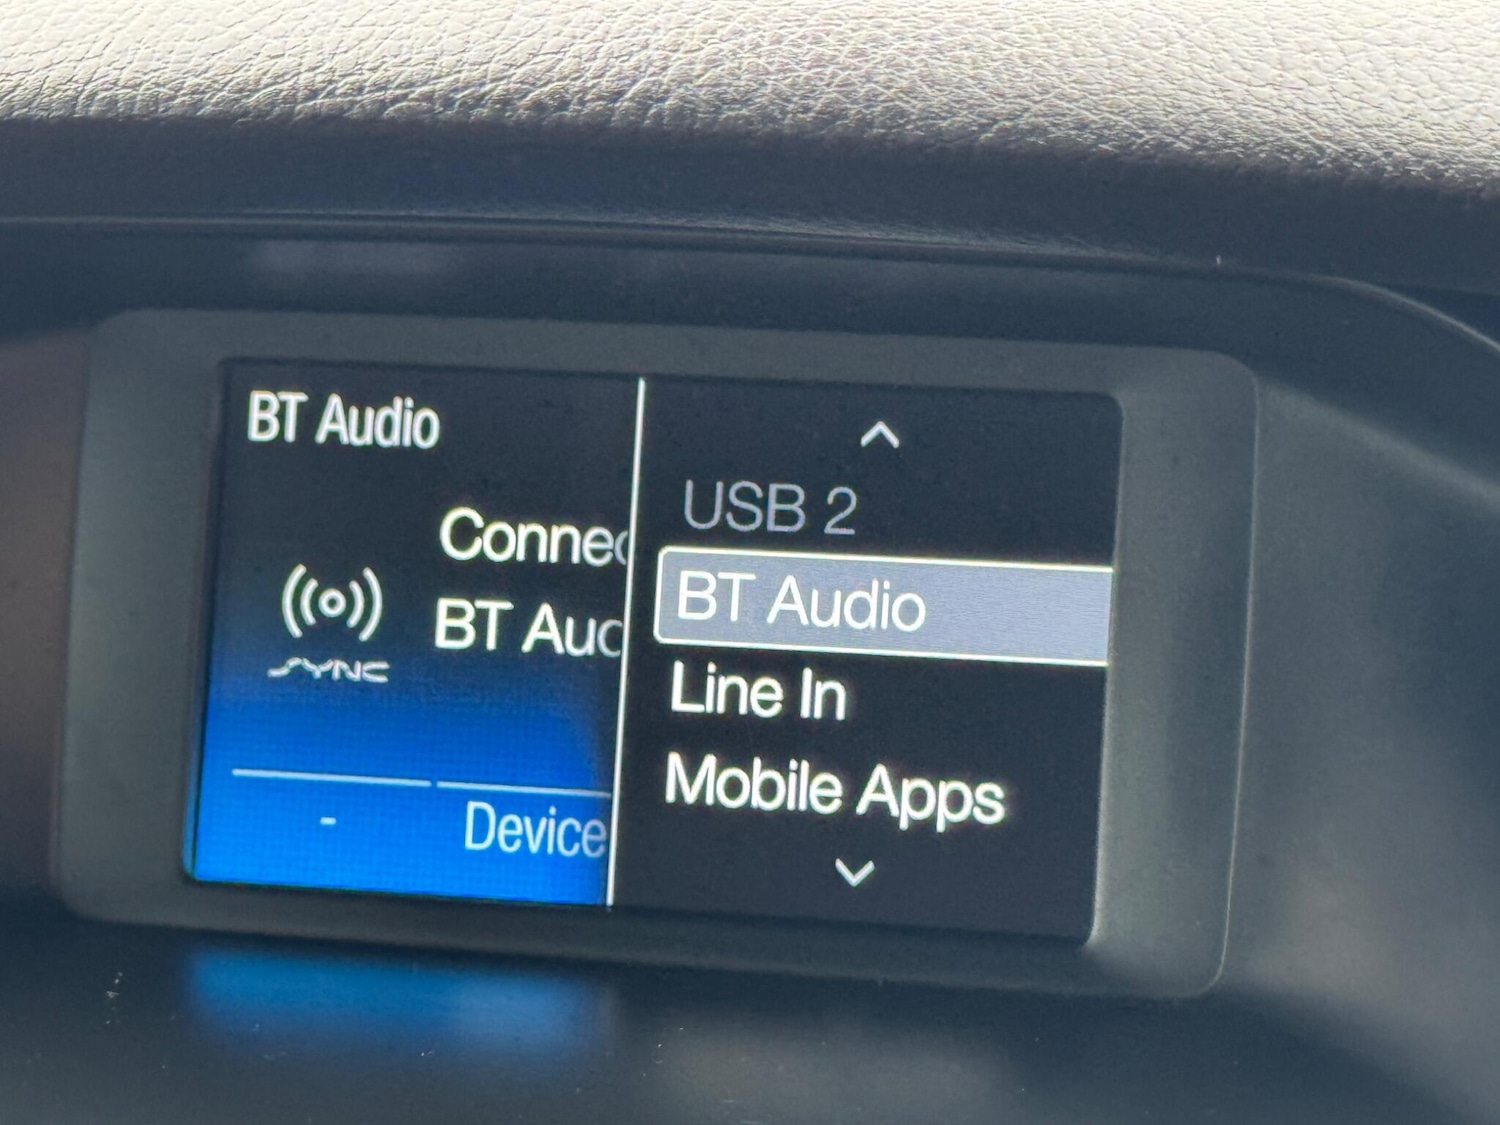 BT Audio
Connec
BT Auc
SYNC
-
Device
USB 2
BT Audio
Line In
Mobile Apps